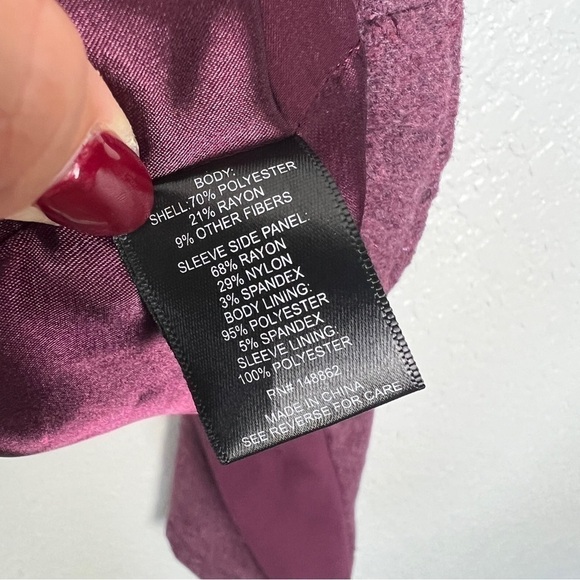 BODY:
SHELL:70% POLYESTER
21% RAYON
9% OTHER FIBERS
SLEEVE SIDE PANEL:
68% RAYON
29% NYLON
3% SPANDEX
BODY LINING:
95% POLYESTER
5% SPANDEX
SLEEVE LINING:
100% POLYESTER
RN# 148862
MADE IN CHINA
SEE REVERSE FOR CARE